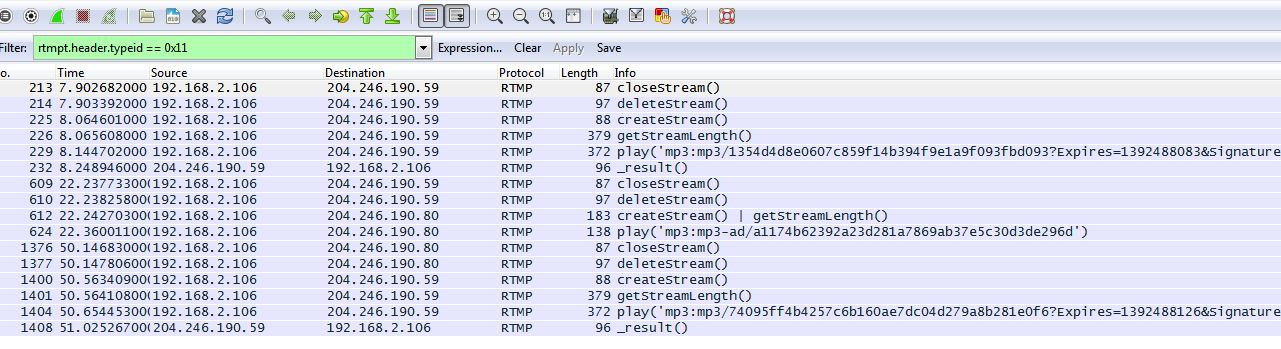 Filter: rtmpt.header.typeid == 0x11 Expression... Clear Apply Save
o. Time Source Destination Protocol Length Info
213 7.902682000 192.168.2.106 204.246.190.59 RTMP 87 closeStream()
214 7.903392000 192.168.2.106 204.246.190.59 RTMP 97 deleteStream()
225 8.064601000 192.168.2.106 204.246.190.59 RTMP 88 createStream()
226 8.065608000 192.168.2.106 204.246.190.59 RTMP 379 getStreamLength()
229 8.144702000 192.168.2.106 204.246.190.59 RTMP 372 play('mp3:mp3/1354d4d8e0607c859f14b394f9e1a9f093fbd093?Expires=1392488083&Signature
232 8.248946000 204.246.190.59 192.168.2.106 RTMP 96 _result()
609 22.237733000 192.168.2.106 204.246.190.59 RTMP 87 closeStream()
610 22.238258000 192.168.2.106 204.246.190.59 RTMP 97 deleteStream()
612 22.242703000 192.168.2.106 204.246.190.80 RTMP 183 createStream() | getStreamLength()
624 22.360011000 192.168.2.106 204.246.190.80 RTMP 138 play('mp3:mp3-ad/a1174b62392a23d281a7869ab37e5c30d3de296d')
1376 50.146830000 192.168.2.106 204.246.190.80 RTMP 87 closeStream()
1377 50.147806000 192.168.2.106 204.246.190.80 RTMP 97 deleteStream()
1400 50.563409000 192.168.2.106 204.246.190.59 RTMP 88 createStream()
1401 50.564108000 192.168.2.106 204.246.190.59 RTMP 379 getStreamLength()
1404 50.654453000 192.168.2.106 204.246.190.59 RTMP 372 play('mp3:mp3/74095ff4b4257c6b160ae7dc04d279a8b281e0f6?Expires=1392488126&Signature
1408 51.025267000 204.246.190.59 192.168.2.106 RTMP 96 _result()